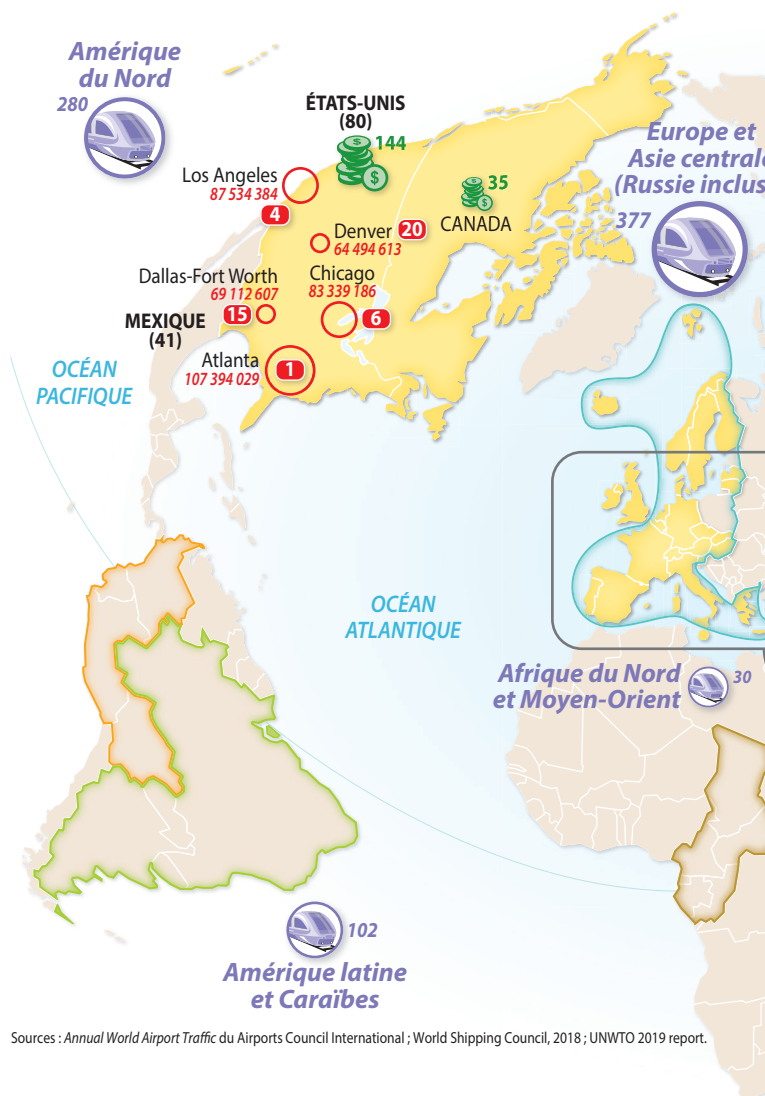 Amérique
du Nord
280
ÉTATS-UNIS
(80)
144
Los Angeles
87 534 384
4
35
CANADA
Europe et
Asie centrale
(Russie inclus
377
Denver
64 494 613
20
Dallas-Fort Worth
69 112 607
15
Chicago
83 339 186
6
MEXIQUE
(41)
Atlanta
107 394 029
1
OCÉAN
PACIFIQUE
OCÉAN
ATLANTIQUE
Afrique du Nord
et Moyen-Orient
30
102
Amérique latine
et Caraïbes
Sources : Annual World Airport Traffic du Airports Council International ; World Shipping Council, 2018 ; UNWTO 2019 report.